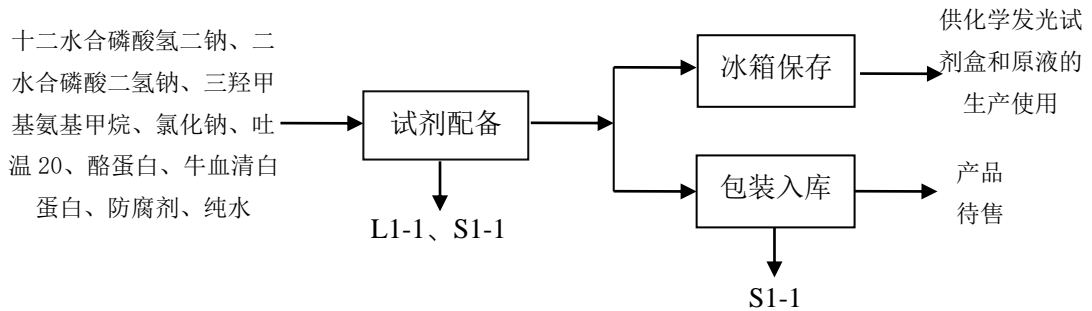 十二水合磷酸氢二钠、二
水合磷酸二氢钠、三羟甲
基氨基甲烷、氯化钠、吐
温 20、酪蛋白、牛血清白
蛋白、防腐剂、纯水
试剂配备
L1-1、S1-1
冰箱保存
供化学发光试
剂盒和原液的
生产使用
包装入库
产品
待售
S1-1